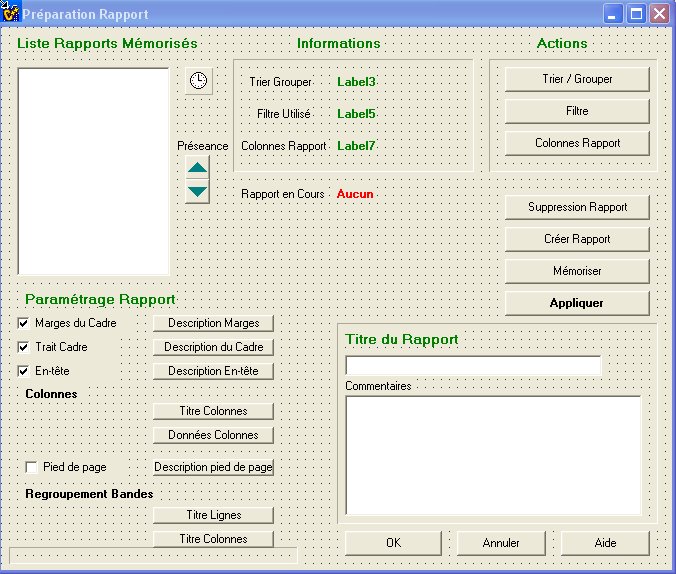 Préparation Rapport
Liste Rapports Mémorisés
Informations
Actions
Trier Grouper
Label3
Filtre Utilisé
Label5
Colonnes Rapport
Label7
Préseance
Rapport en Cours
Aucun
Trier / Grouper
Filtre
Colonnes Rapport
Suppression Rapport
Créer Rapport
Mémoriser
Appliquer
Paramétrage Rapport
Marges du Cadre
Description Marges
Trait Cadre
Description du Cadre
En-tête
Description En-tête
Colonnes
Titre Colonnes
Données Colonnes
Pied de page
Description pied de page
Regroupement Bandes
Titre Lignes
Titre Colonnes
Titre du Rapport
Commentaires
OK
Annuler
Aide